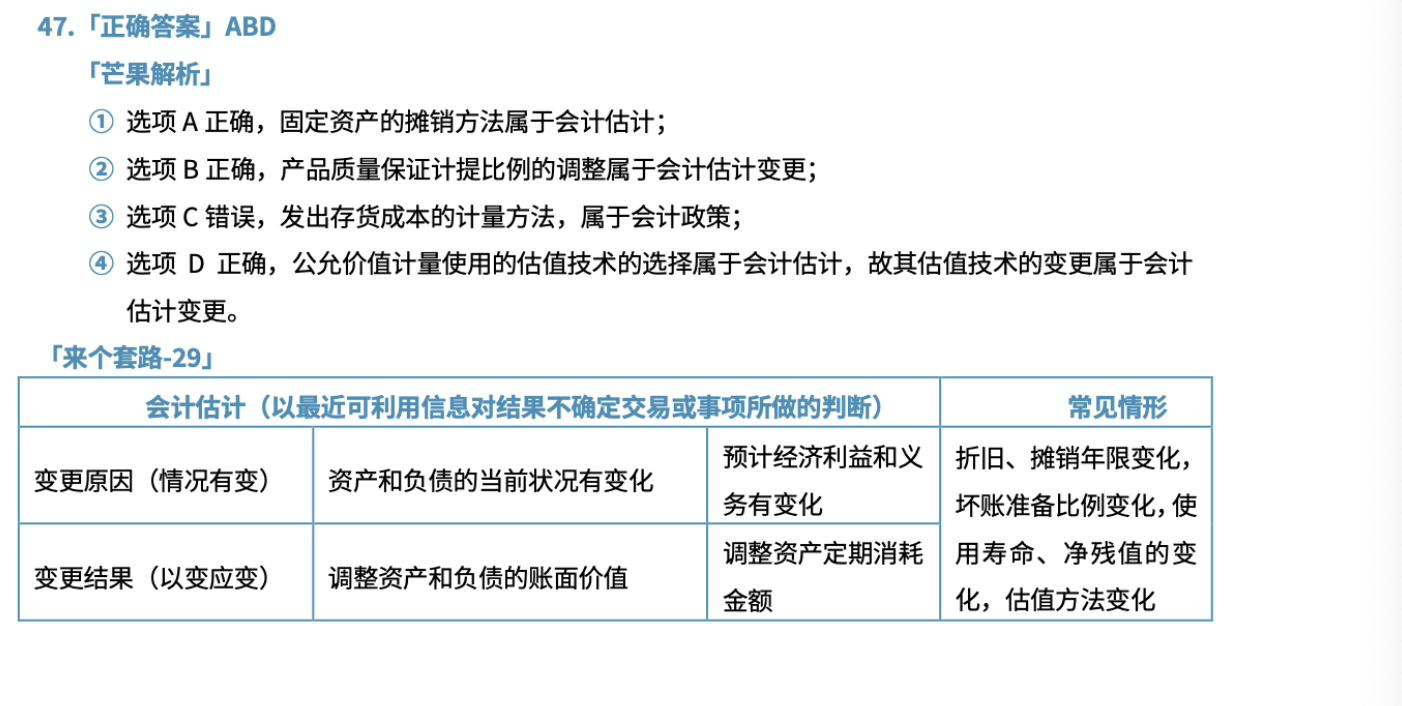 47.「正确答案」ABD
「芒果解析」
① 选项 A 正确，固定资产的摊销方法属于会计估计；
② 选项 B 正确，产品质量保证计提比例的调整属于会计估计变更；
③ 选项 C 错误，发出存货成本的计量方法，属于会计政策；
④ 选项 D 正确，公允价值计量使用的估值技术的选择属于会计估计，故其估值技术的变更属于会计
估计变更。
「来个套路-29」
会计估计（以最近可利用信息对结果不确定交易或事项所做的判断） 常见情形
变更原因（情况有变） 资产和负债的当前状况有变化
预计经济利益和义
务有变化
变更结果（以变应变） 调整资产和负债的账面价值
调整资产定期消耗
金额
折旧、摊销年限变化，
坏账准备比例变化，使
用寿命、净残值的变
化，估值方法变化